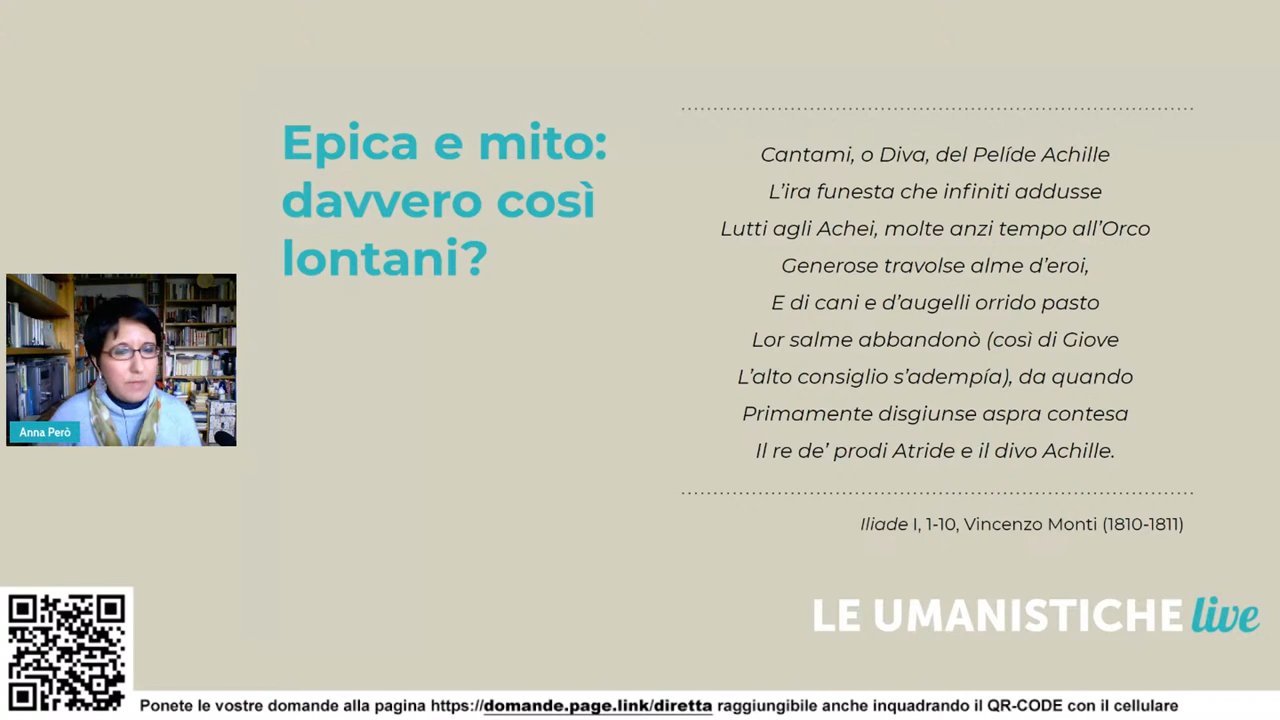 Epica e mito:
davvero così
lontani?
Cantami, o Diva, del Pelíde Achille
L’ira funesta che infiniti addusse
Lutti agli Achei, molte anzi tempo all’Orco
Generose travolse alme d’eroi,
E di cani e d’augelli orrido pasto
Lor salme abbandonò (così di Giove
L’alto consiglio s’adempía), da quando
Primamente disgiunse aspra contesa
Il re de’ prodi Atride e il divo Achille.
Iliade I, 1-10, Vincenzo Monti (1810-1811)
Anna Però
LE UMANISTICHE live
Ponete le vostre domande alla pagina https://domande.page.link/diretta raggiungibile anche inquadrando il QR-CODE con il cellulare